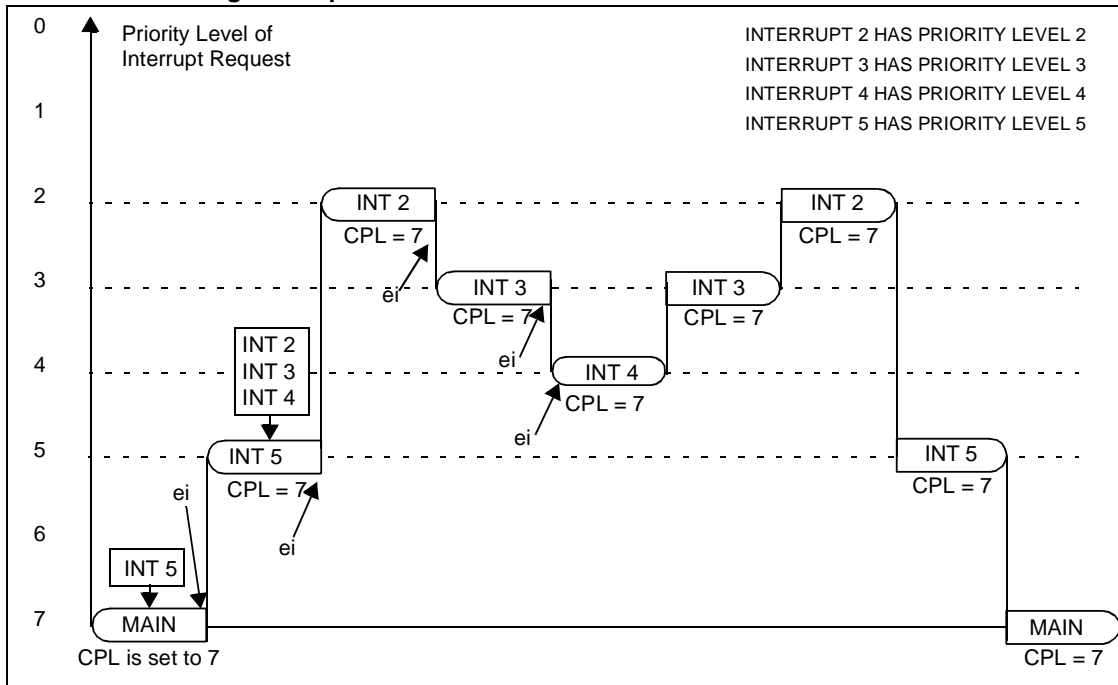 0
Priority Level of
Interrupt Request
INTERRUPT 2 HAS PRIORITY LEVEL 2
INTERRUPT 3 HAS PRIORITY LEVEL 3
INTERRUPT 4 HAS PRIORITY LEVEL 4
INTERRUPT 5 HAS PRIORITY LEVEL 5
1
2
INT 2
CPL = 7
INT 2
CPL = 7
ei
3
INT 3
CPL = 7
INT 3
CPL = 7
ei
INT 2
INT 3
INT 4
4
INT 4
CPL = 7
ei
5
INT 5
CPL = 7
INT 5
CPL = 7
ei
ei
6
INT 5
7
MAIN
CPL is set to 7
MAIN
CPL = 7